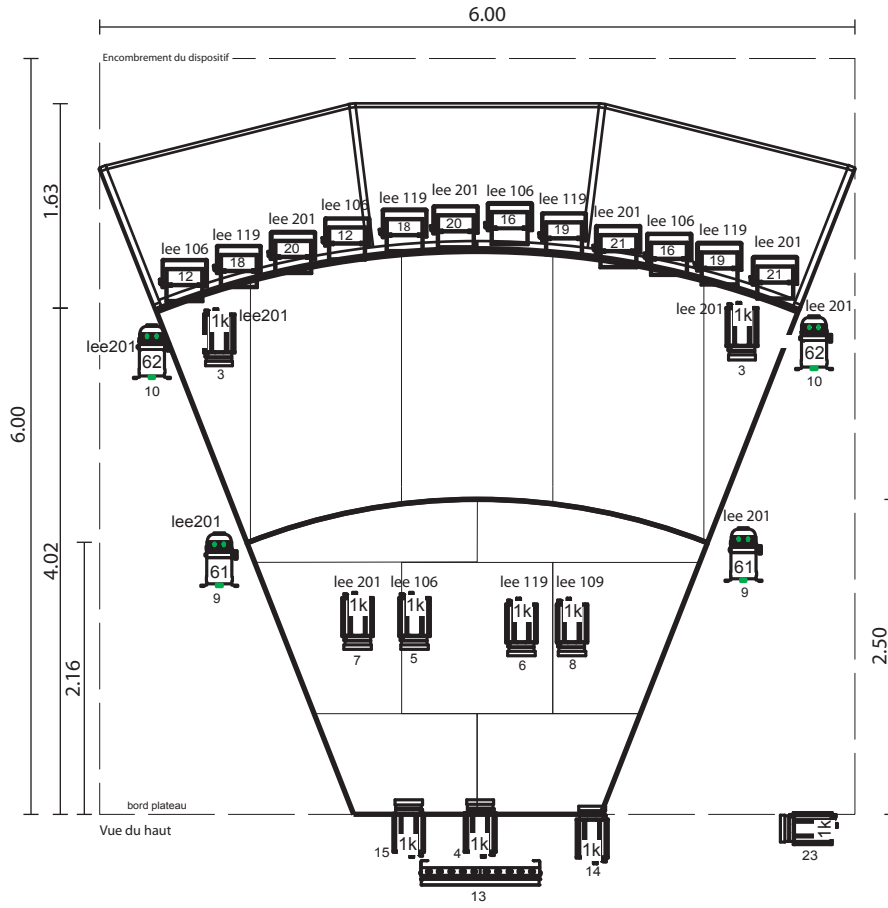 6.00
Encombrement du dispositif
lee 106
lee 119
lee 201
lee 106
lee 119
lee 201
lee 106
lee 119
lee 201
lee 106
lee 119
lee 201
12
18
20
12
18
20
16
19
21
16
19
21
1.63
6.00
4.02
2.16
2.50
lee201
62
10
1k
lee201
3
lee 201
1k
3
lee 201
62
10
lee201
61
9
lee 201
61
9
lee 201
1k
7
lee 106
1k
5
lee 119
1k
6
lee 109
1k
8
bord plateau
Vue du haut
15
1k
4
1k
1k
14
1k
23
13